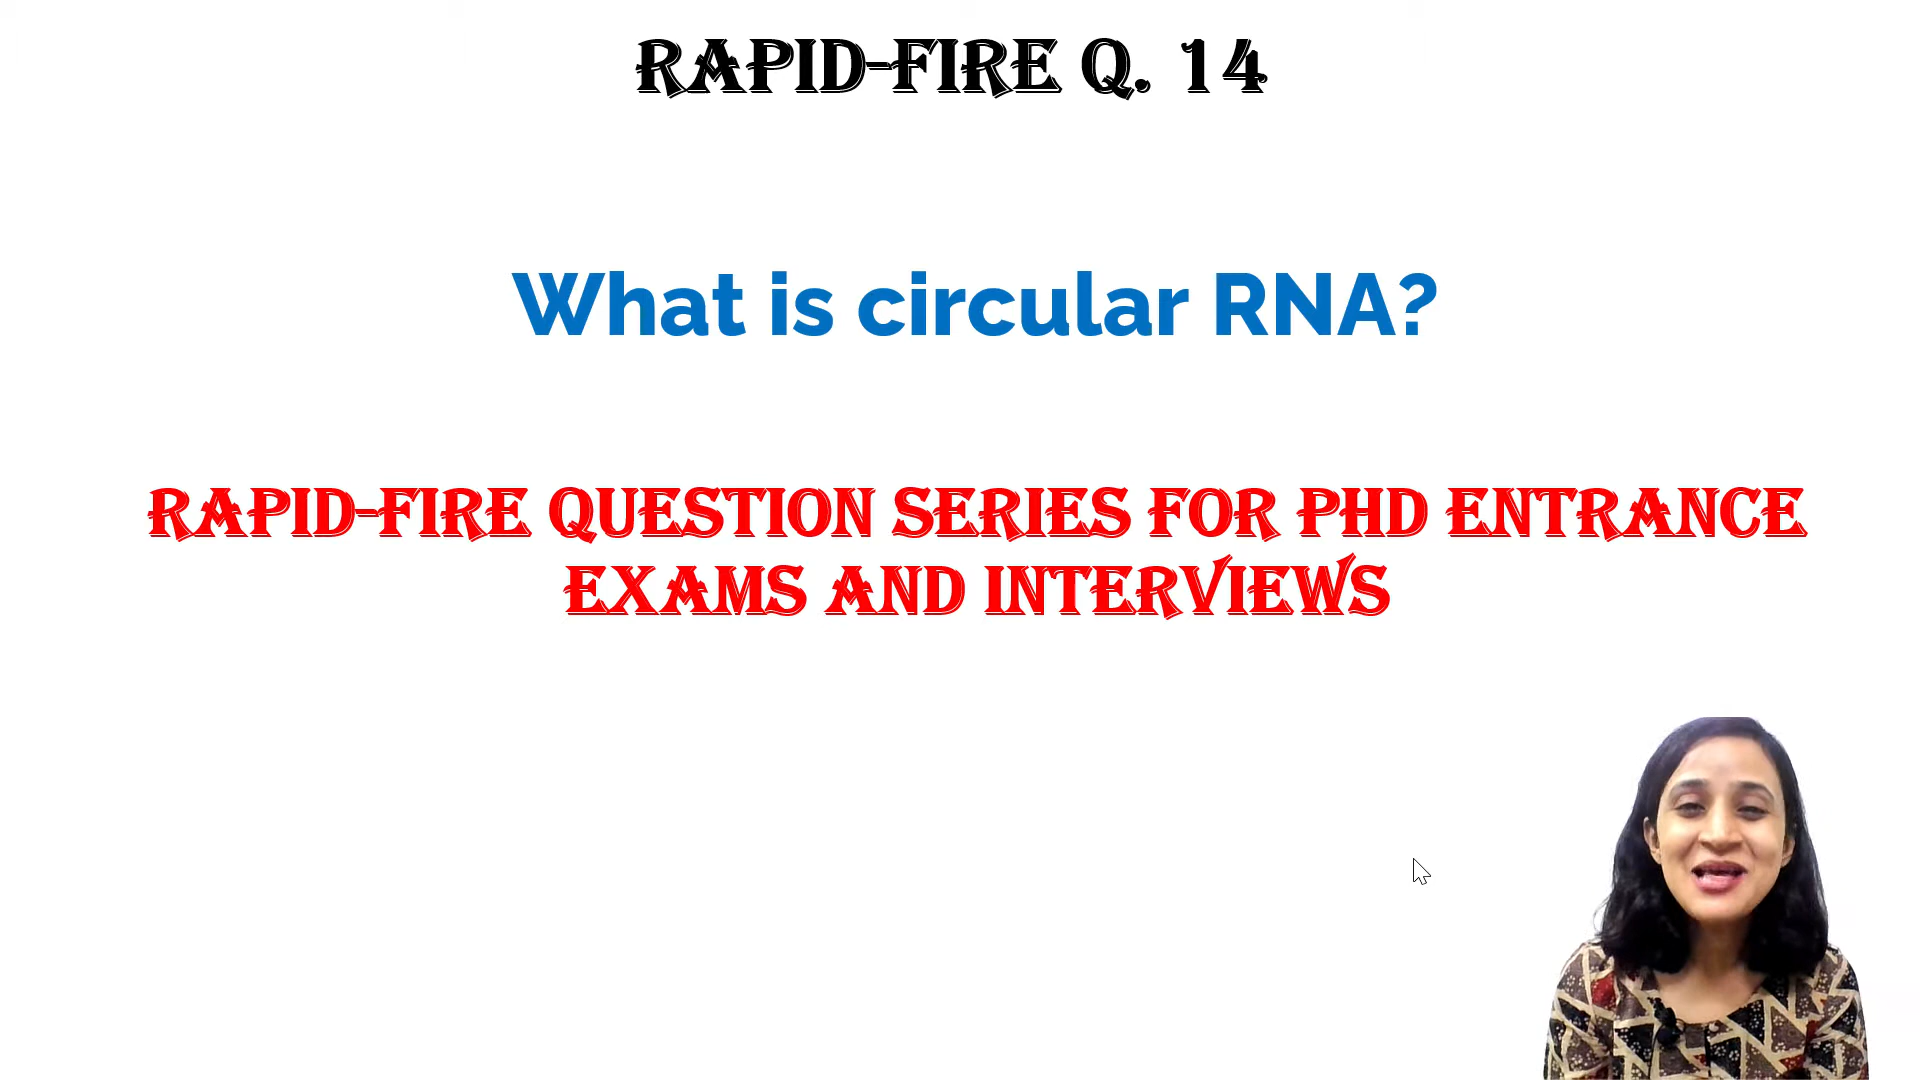 RAPID-FIRE Q. 14
What is circular RNA?
RAPID-FIRE QUESTION SERIES FOR PHD ENTRANCE
EXAMS AND INTERVIEWS